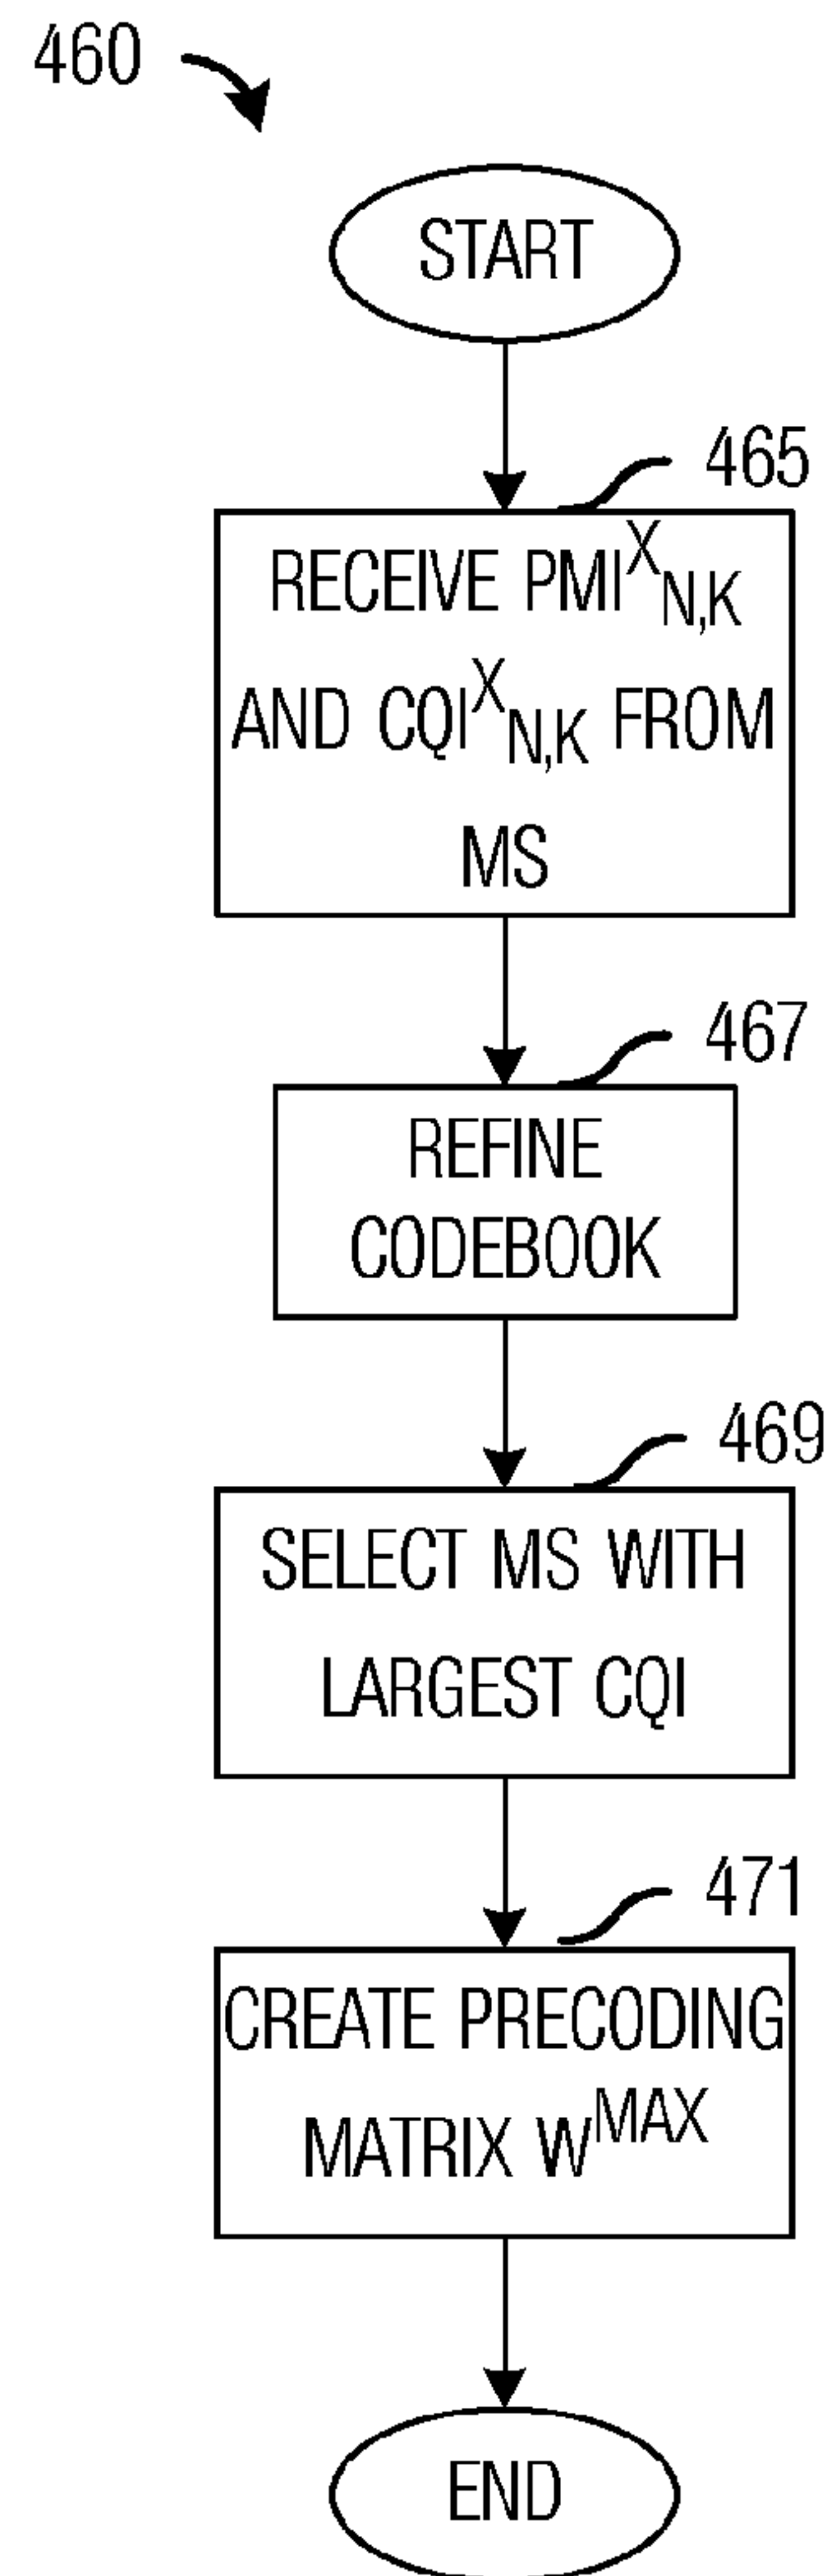 460
START
465
RECEIVE PMI^X_N,K
AND CQI^X_N,K FROM
MS
467
REFINE
CODEBOOK
469
SELECT MS WITH
LARGEST CQI
471
CREATE PRECODING
MATRIX W^MAX
END